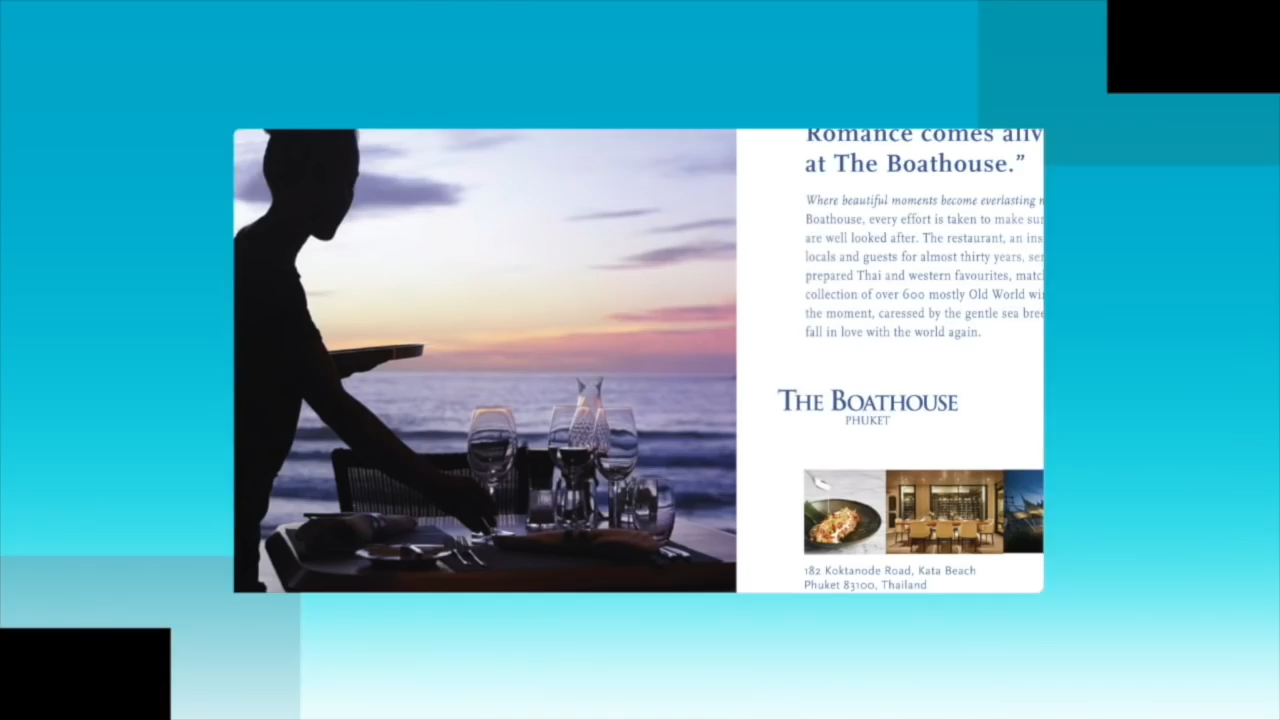 Romance comes aliv
at The Boathouse.”
Where beautiful moments become everlasting
Boathouse, every effort is taken to make sur
are well looked after. The restaurant, an ins
locals and guests for almost thirty years, ser
prepared Thai and western favourites, matc
collection of over 600 mostly Old World wi
the moment, caressed by the gentle sea bree
fall in love with the world again.
THE BOATHOUSE
PHUKET
182 Koktanode Road, Kata Beach
Phuket 83100, Thailand